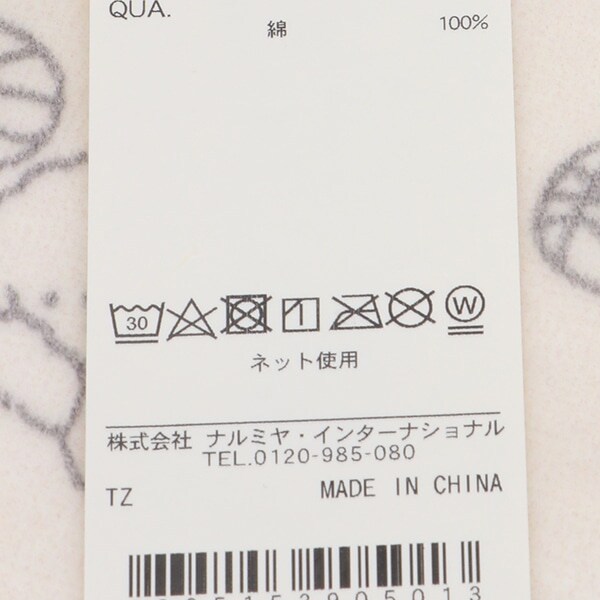 QUA.
綿 100%
30 W
ネット使用
株式会社 ナルミヤ・インターナショナル
TEL.0120-985-080
TZ MADE IN CHINA